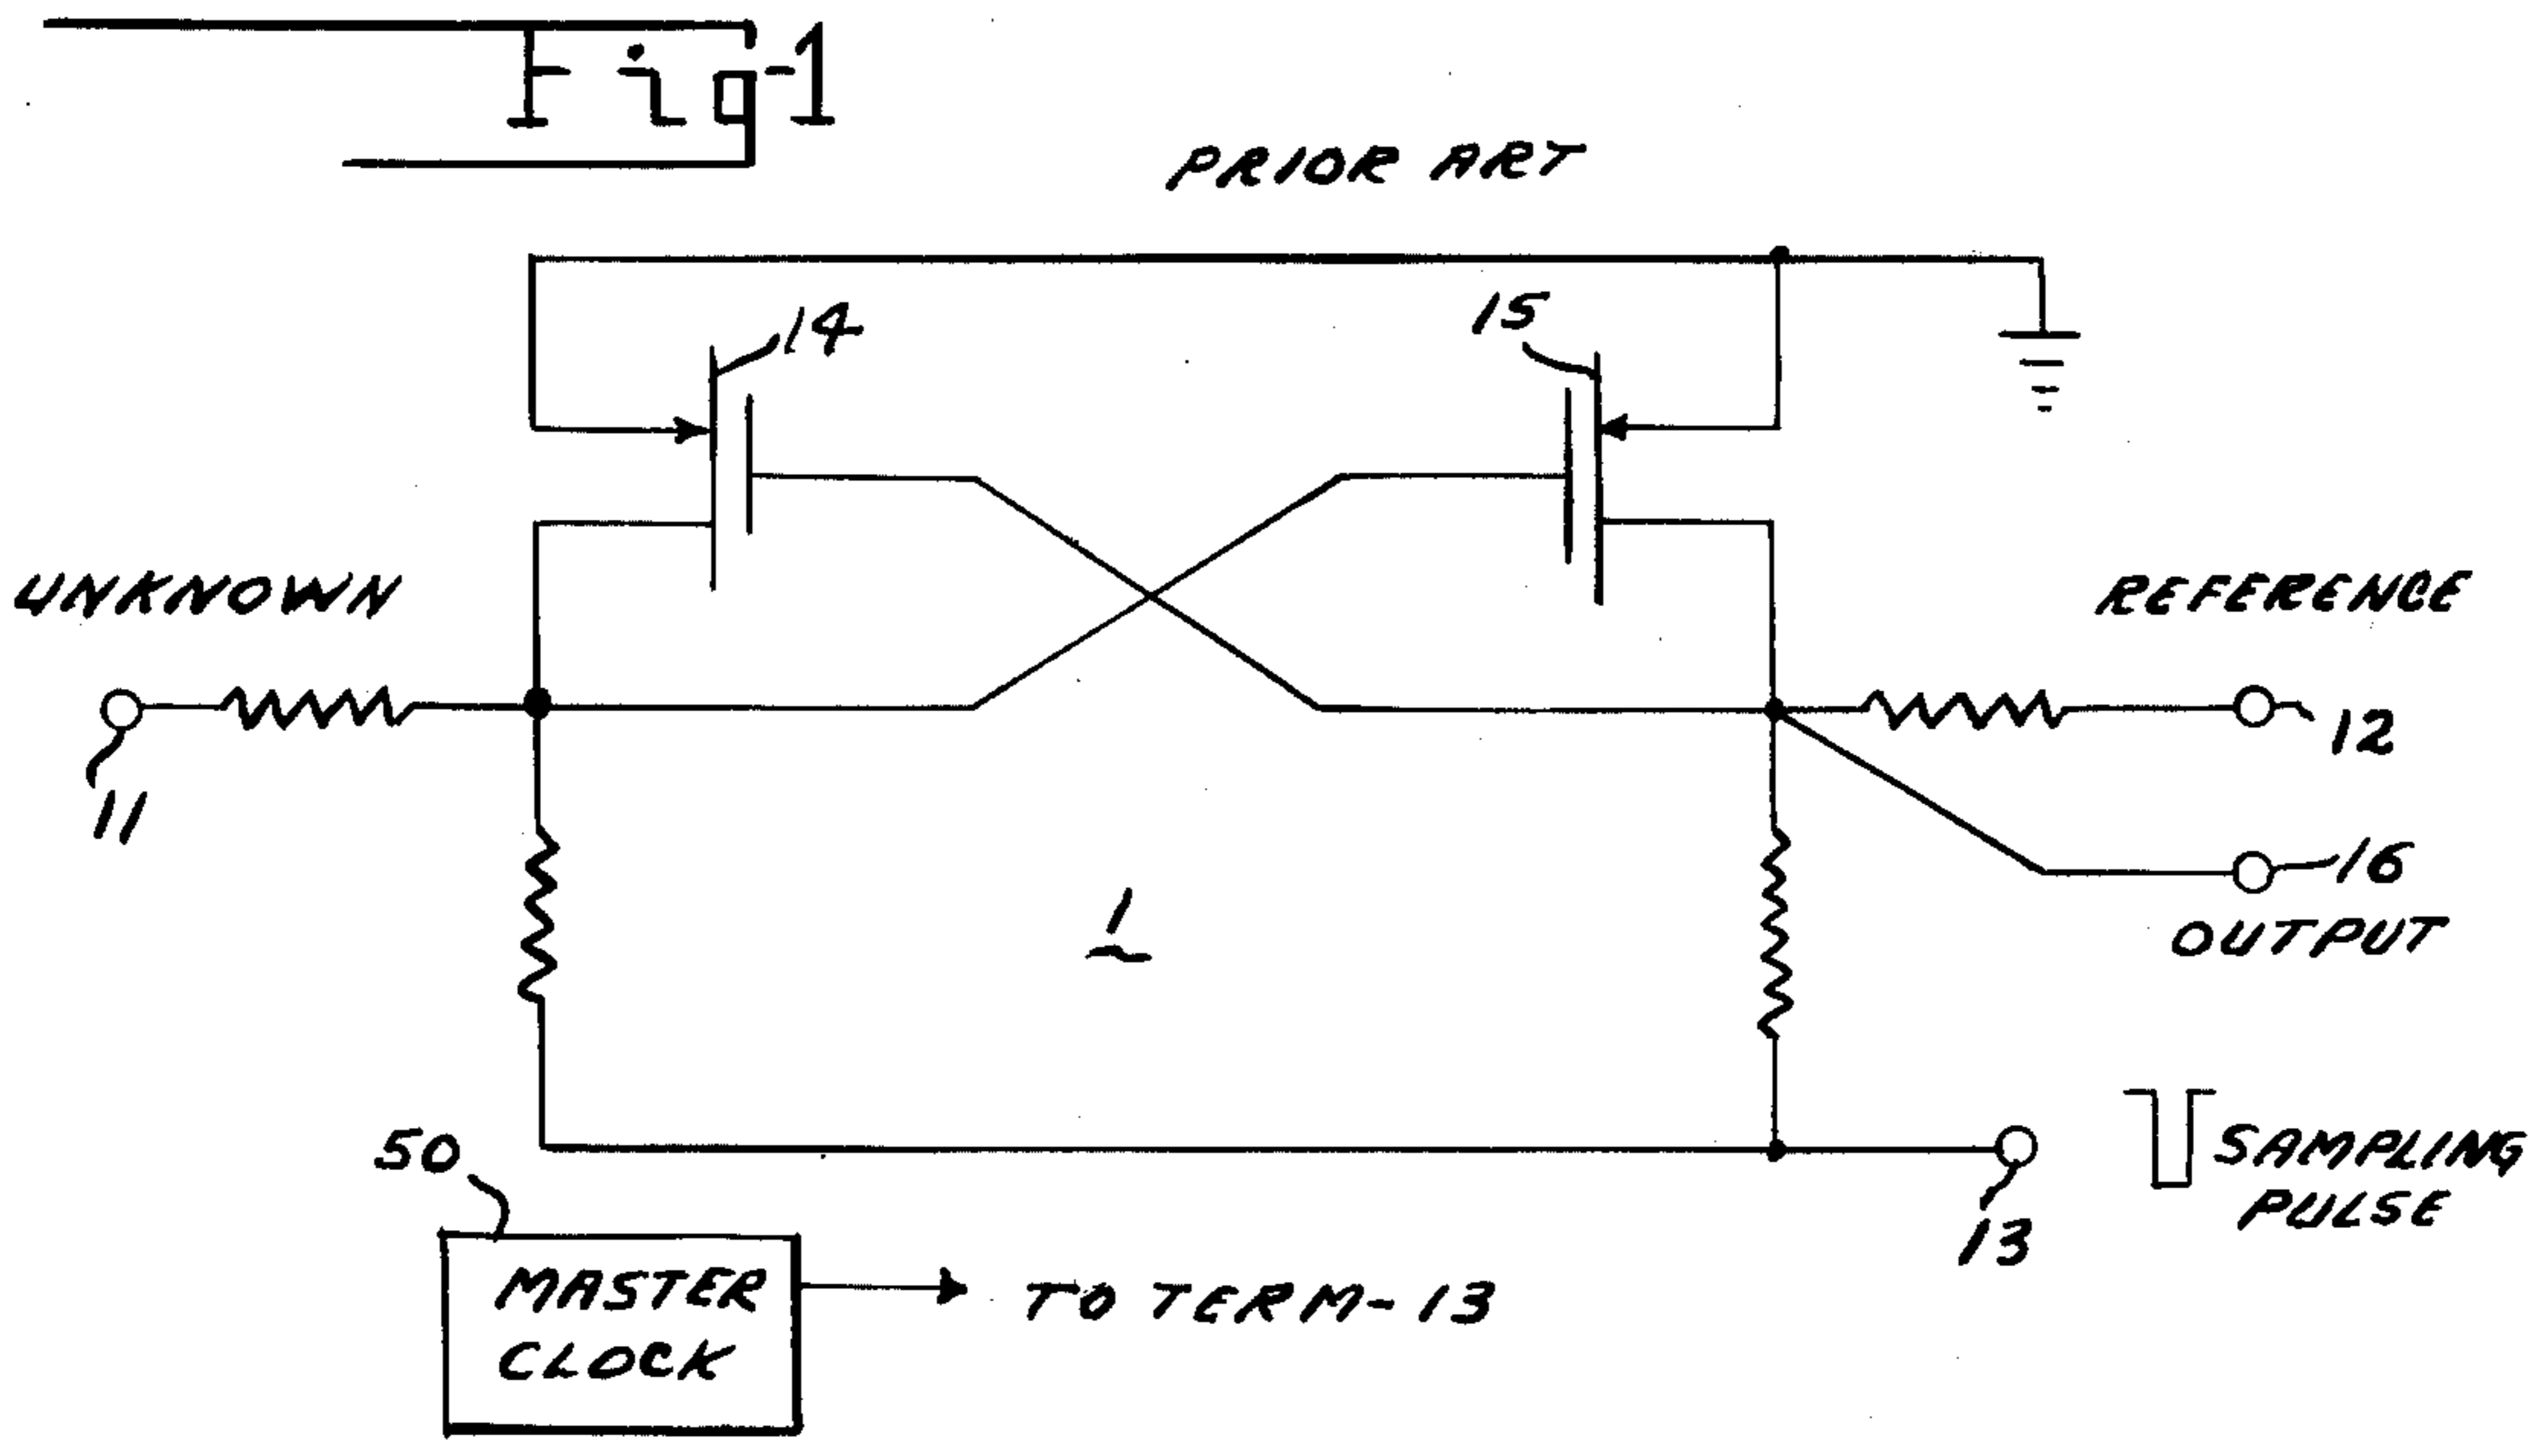 Fig-1
PRIOR ART
14
15
UNKNOWN
REFERENCE
11
12
16
OUTPUT
1
50
13
SAMPLING
PULSE
MASTER
CLOCK
TO TERM-13